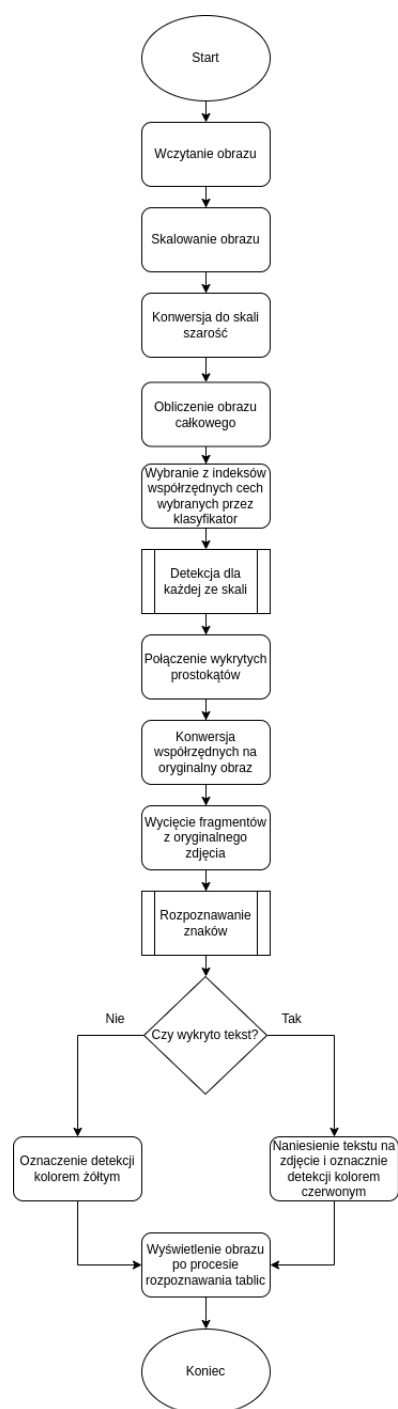 Start
Wczytanie obrazu
Skalowanie obrazu
Konwersja do skali
szarość
Obliczenie obrazu
całkowego
Wybranie z indeksów
współrzędnych cech
wybranych przez
klasyfikator
Detekcja dla
każdej ze skali
Połączenie wykrytych
prostokątów
Konwersja
współrzędnych na
oryginalny obraz
Wycięcie fragmentów
z oryginalnego
zdjęcia
Rozpoznawanie
znaków
Czy wykryto tekst?
Nie
Tak
Oznaczenie detekcji
kolorem żółtym
Naniesienie tekstu na
zdjęcie i oznacznie
detekcji kolorem
czerwonym
Wyświetlenie obrazu
po procesie
rozpoznawania tablic
Koniec